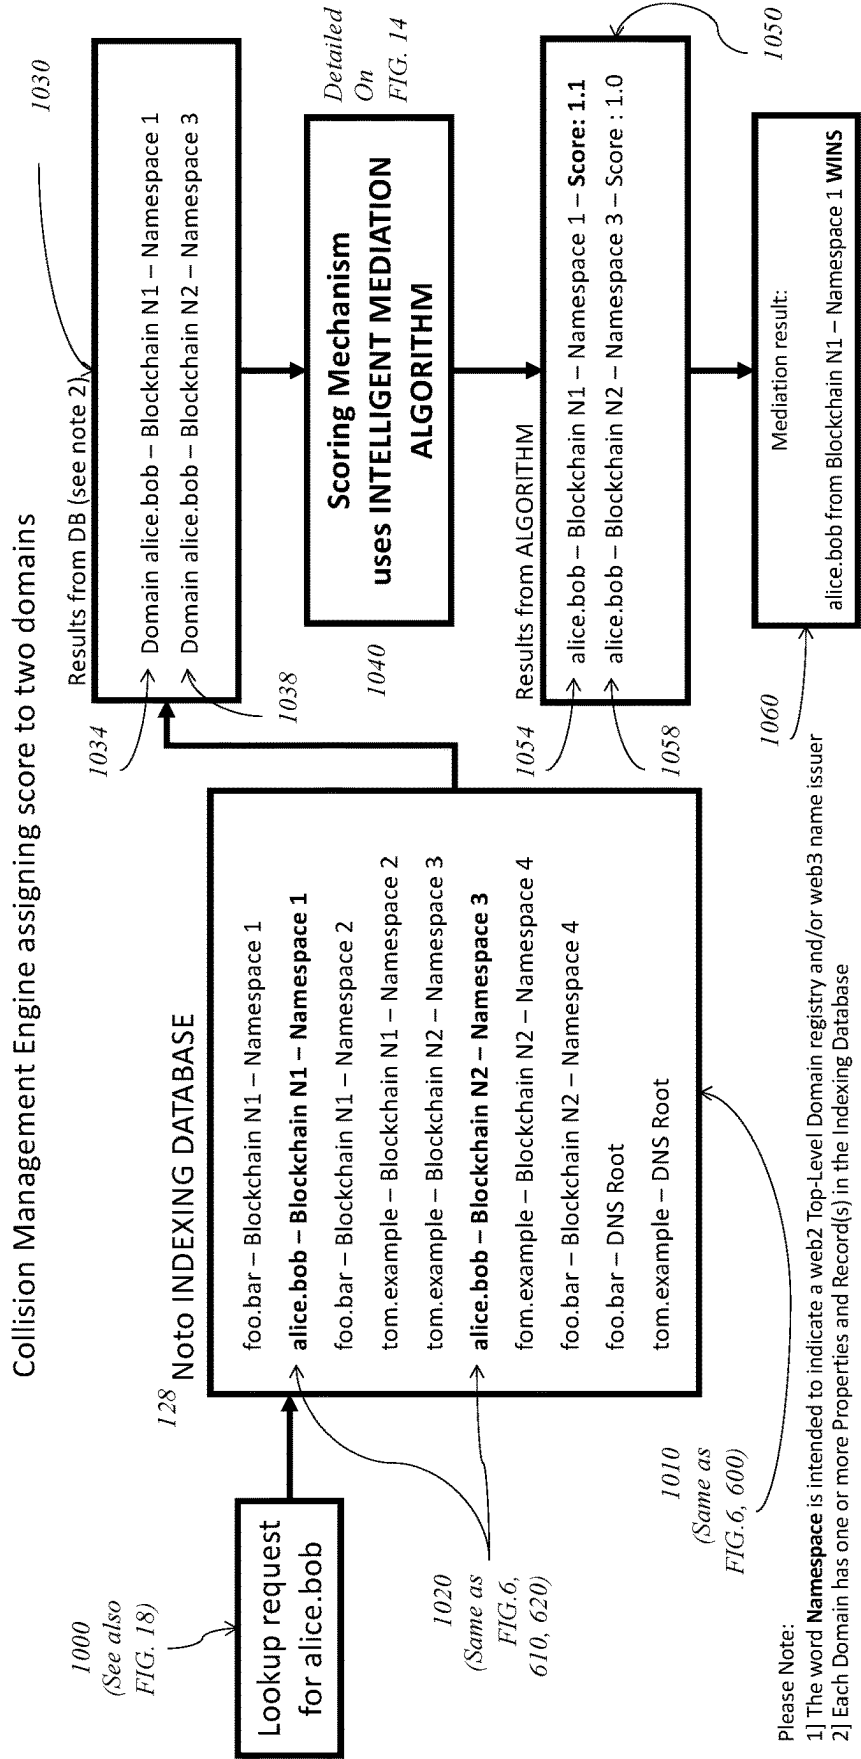 Collision Management Engine assigning score to two domains
1000
(See also
FIG. 18)
Lookup request
for alice.bob
128
Noto INDEXING DATABASE
foo.bar – Blockchain N1 – Namespace 1
alice.bob – Blockchain N1 – Namespace 1
foo.bar – Blockchain N1 – Namespace 2
tom.example – Blockchain N1 – Namespace 2
tom.example – Blockchain N2 – Namespace 3
alice.bob – Blockchain N2 – Namespace 3
fom.example – Blockchain N2 – Namespace 4
foo.bar – Blockchain N2 – Namespace 4
foo.bar – DNS Root
tom.example – DNS Root
1020
(Same as
FIG.6,
610, 620)
1010
(Same as
FIG.6, 600)
1030
Results from DB (see note 2)
1034
Domain alice.bob – Blockchain N1 – Namespace 1
Domain alice.bob – Blockchain N2 – Namespace 3
1038
1040
Scoring Mechanism
uses INTELLIGENT MEDIATION
ALGORITHM
Detailed
On
FIG. 14
Results from ALGORITHM
1054
alice.bob – Blockchain N1 – Namespace 1 – Score: 1.1
alice.bob – Blockchain N2 – Namespace 3 – Score : 1.0
1058
1050
1060
Mediation result:
alice.bob from Blockchain N1 – Namespace 1 WINS
Please Note:
1] The word Namespace is intended to indicate a web2 Top-Level Domain registry and/or web3 name issuer
2] Each Domain has one or more Properties and Record(s) in the Indexing Database